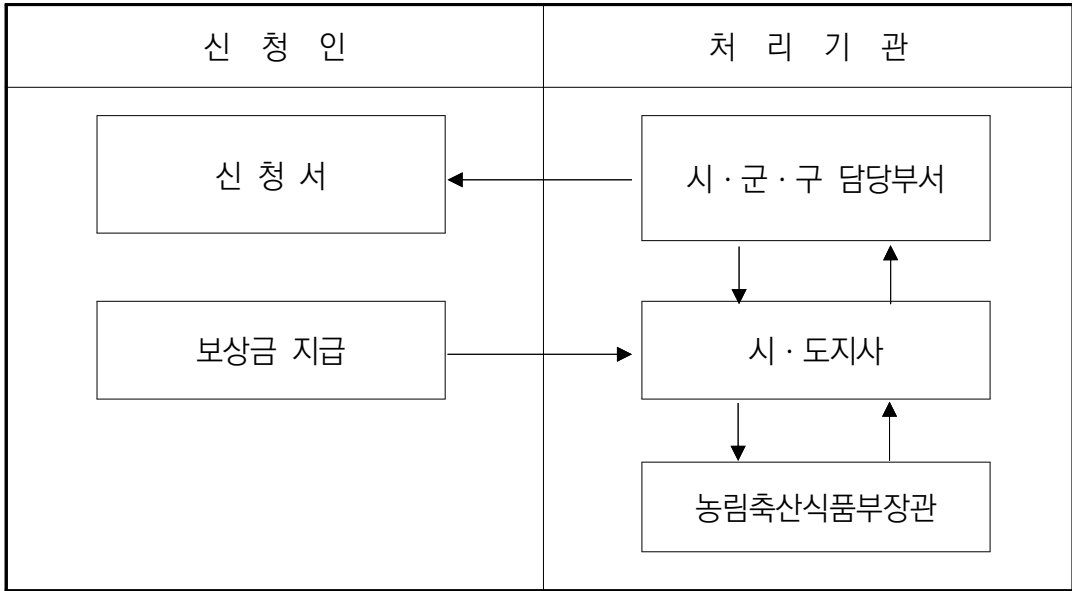 신 청 인
처 리 기 관
신 청 서
시 · 군 · 구 담당부서
보상금 지급
시 · 도지사
농림축산식품부장관